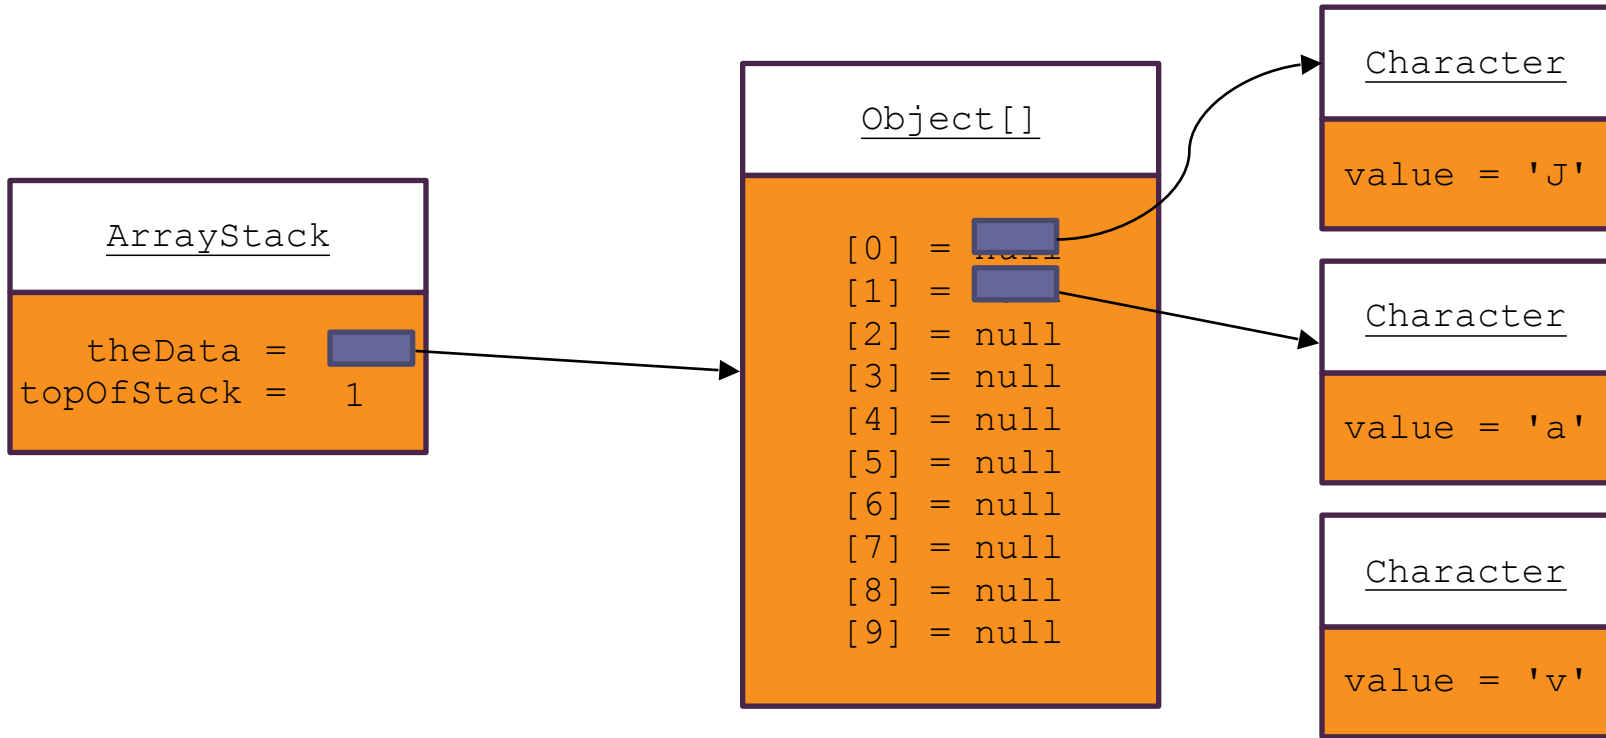 ArrayStack
theData =
topOfStack = 1
Object[]
[0] = null
[1] =
[2] = null
[3] = null
[4] = null
[5] = null
[6] = null
[7] = null
[8] = null
[9] = null
Character
value = 'J'
Character
value = 'a'
Character
value = 'v'